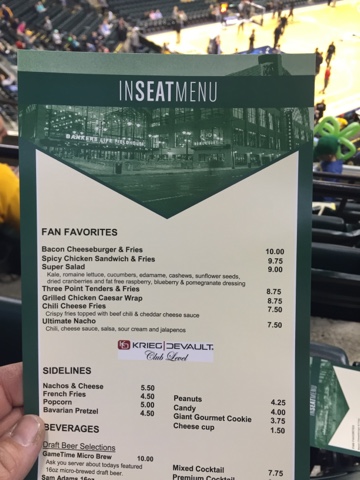 INSEATMENU
BANKERS LIFE FIELDHOUSE
FAN FAVORITES
Bacon Cheeseburger & Fries 10.00
Spicy Chicken Sandwich & Fries 9.75
Super Salad 9.00
Kale, romaine lettuce, cucumbers, edamame, cashews, sunflower seeds,
dried cranberries and fat free raspberry, blueberry & pomegranate dressing
Three Point Tenders & Fries 8.75
Grilled Chicken Caesar Wrap 8.75
Chili Cheese Fries 7.50
Crispy fries topped with beef chili & cheddar cheese sauce
Ultimate Nacho 7.50
Chili, cheese sauce, salsa, sour cream and jalapenos
KRIEG DEVAULT.
Club Level
SIDELINES
Nachos & Cheese 5.50
French Fries 4.50
Popcorn 5.00
Bavarian Pretzel 4.50
Peanuts 4.25
Candy 4.00
Giant Gourmet Cookie 3.75
Cheese cup 1.50
BEVERAGES
Draft Beer Selections
GameTime Micro Brew 10.00
Ask you server about todays featured
16oz micro-brewed draft beer.
Sam Adams 16oz
Mixed Cocktail 7.75
Premium Cocktail